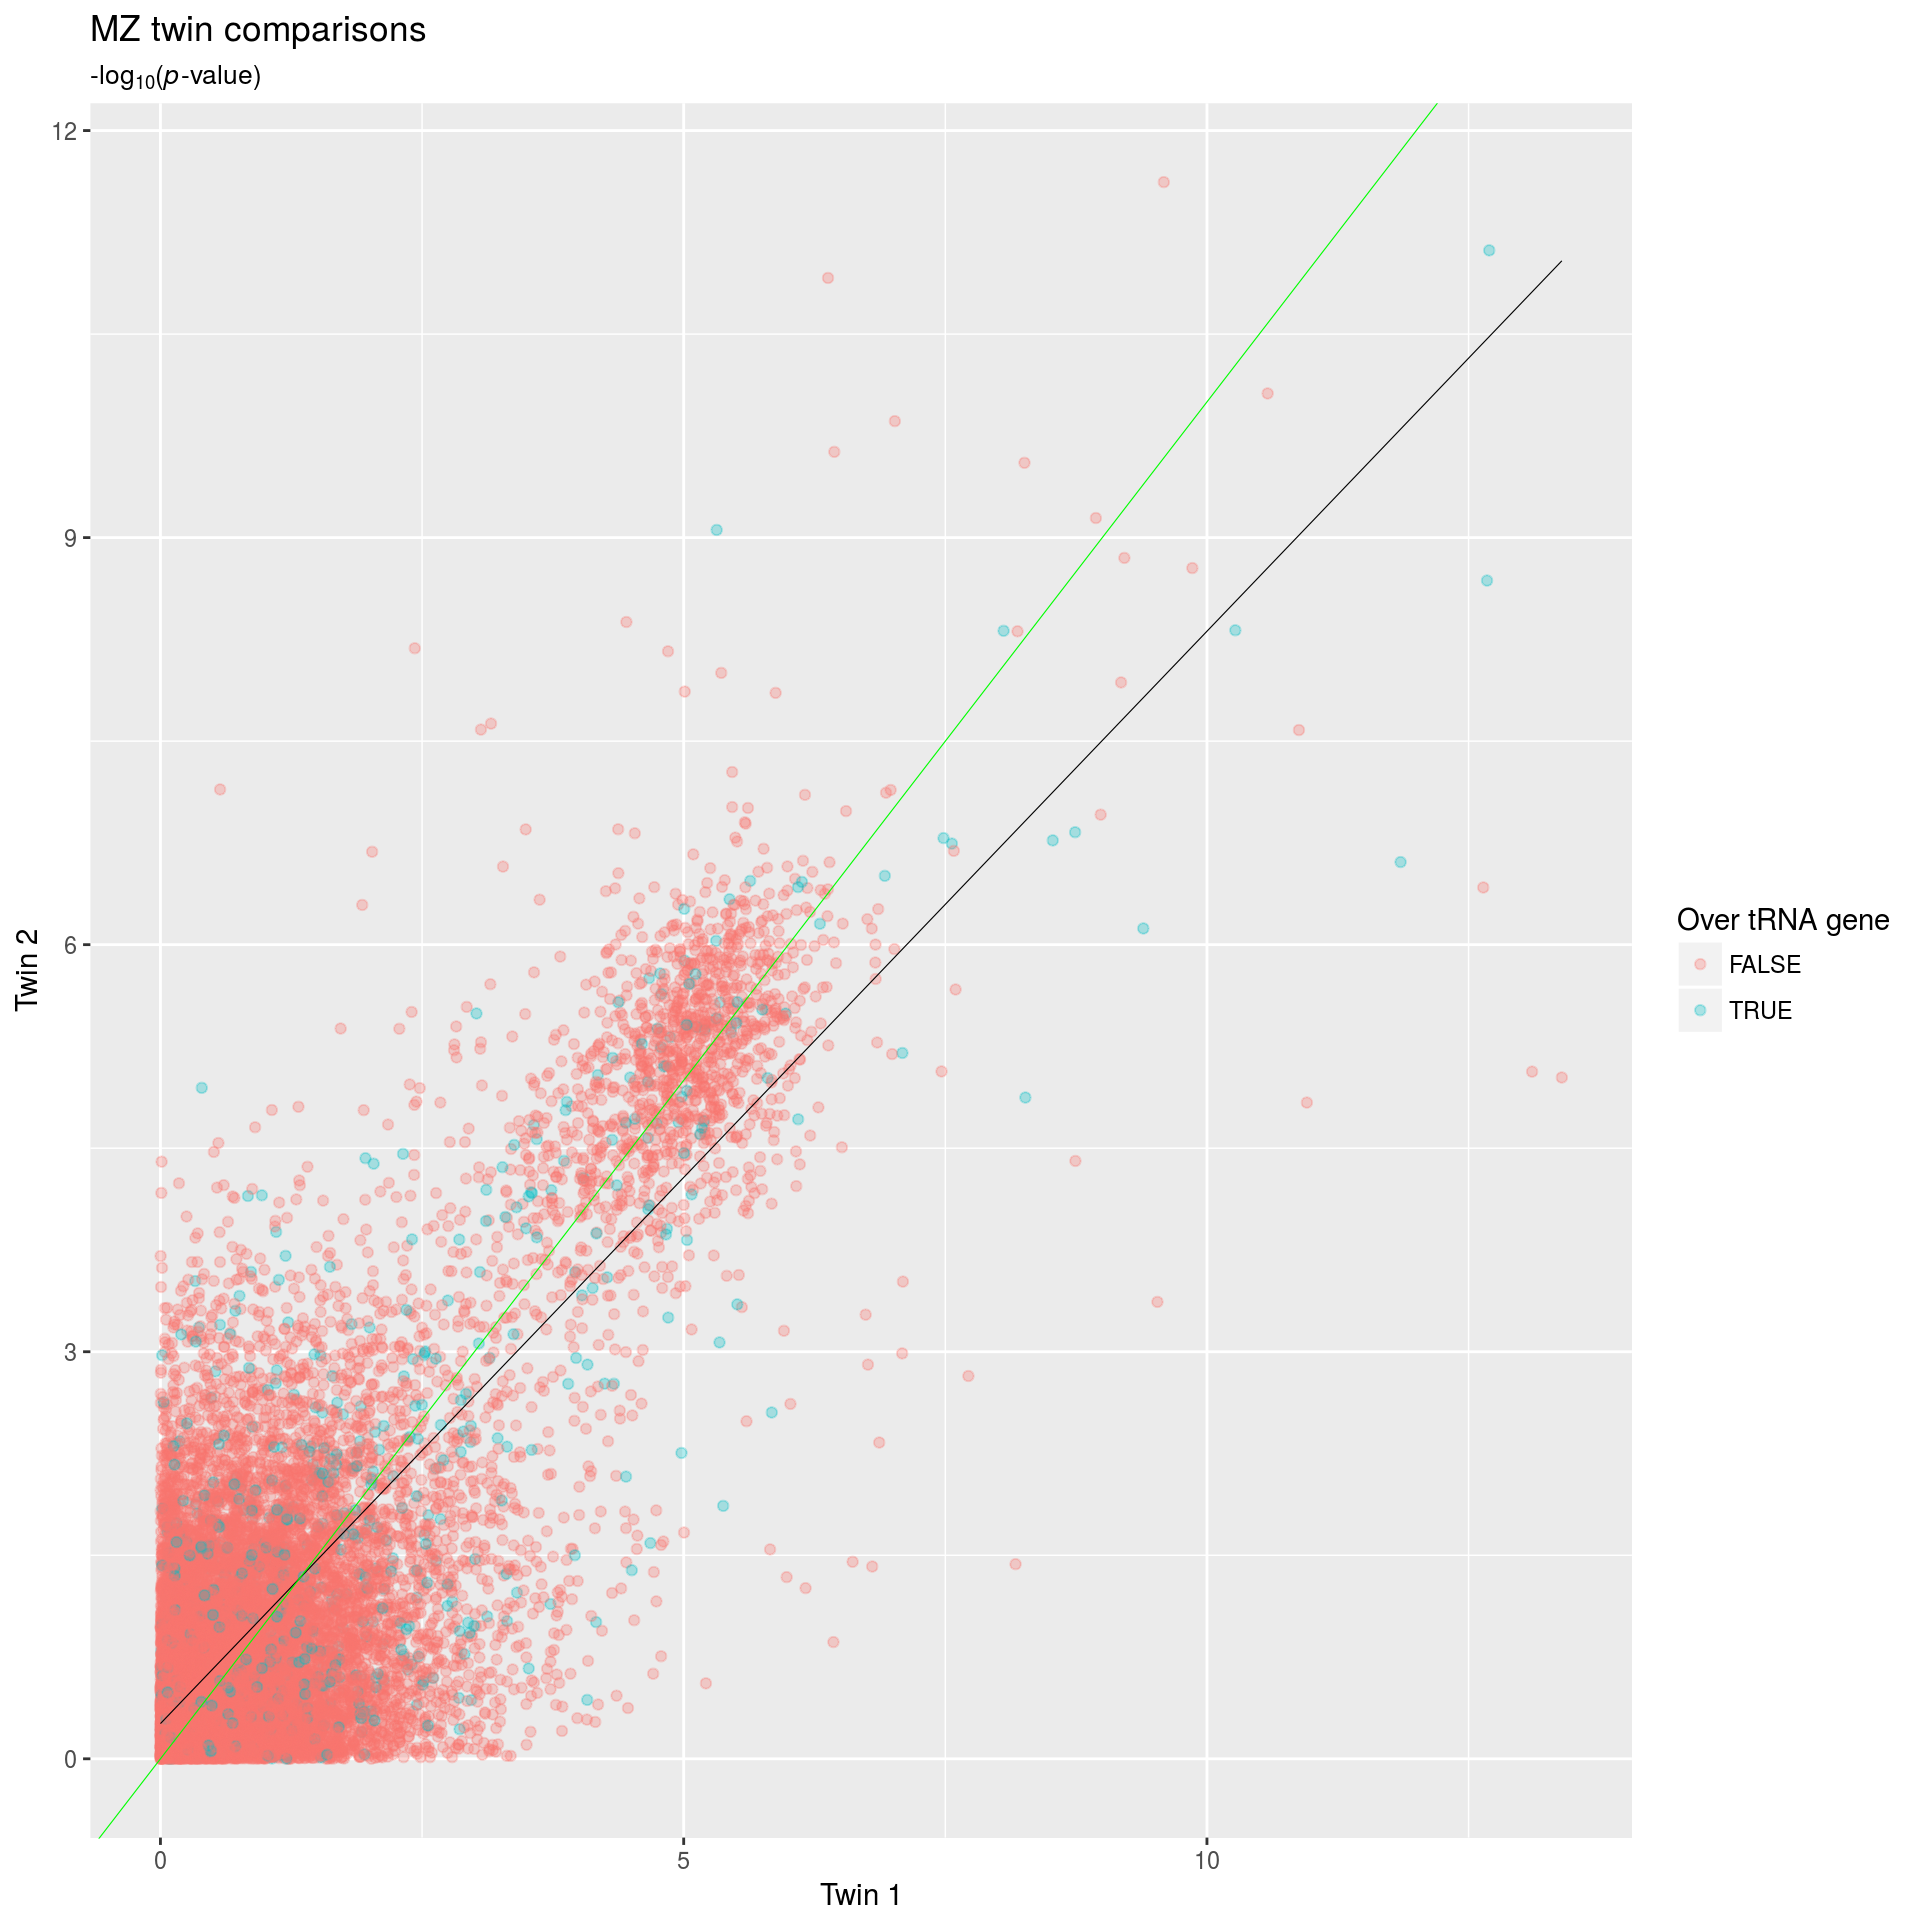 MZ twin comparisons
-log₁₀(p-value)
12
9
6
3
0
Twin 2
0
5
10
Twin 1
Over tRNA gene
FALSE
TRUE